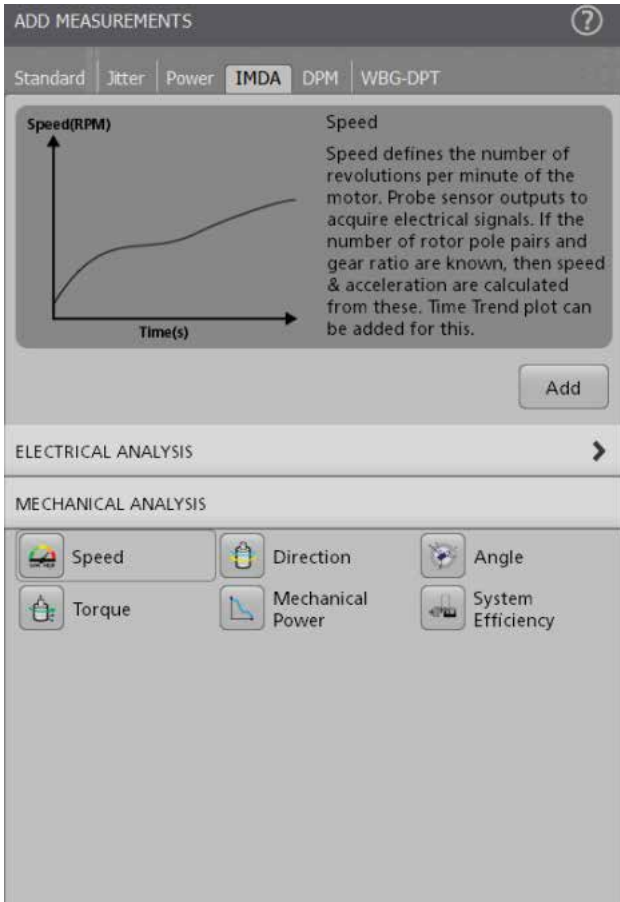 ADD MEASUREMENTS
?
Standard Jitter Power IMDA DPM WBG-DPT
Speed(RPM)
Time(s)
Speed
Speed defines the number of
revolutions per minute of the
motor. Probe sensor outputs to
acquire electrical signals. If the
number of rotor pole pairs and
gear ratio are known, then speed
& acceleration are calculated
from these. Time Trend plot can
be added for this.
Add
ELECTRICAL ANALYSIS
MECHANICAL ANALYSIS
Speed
Direction
Angle
Torque
Mechanical
Power
System
Efficiency